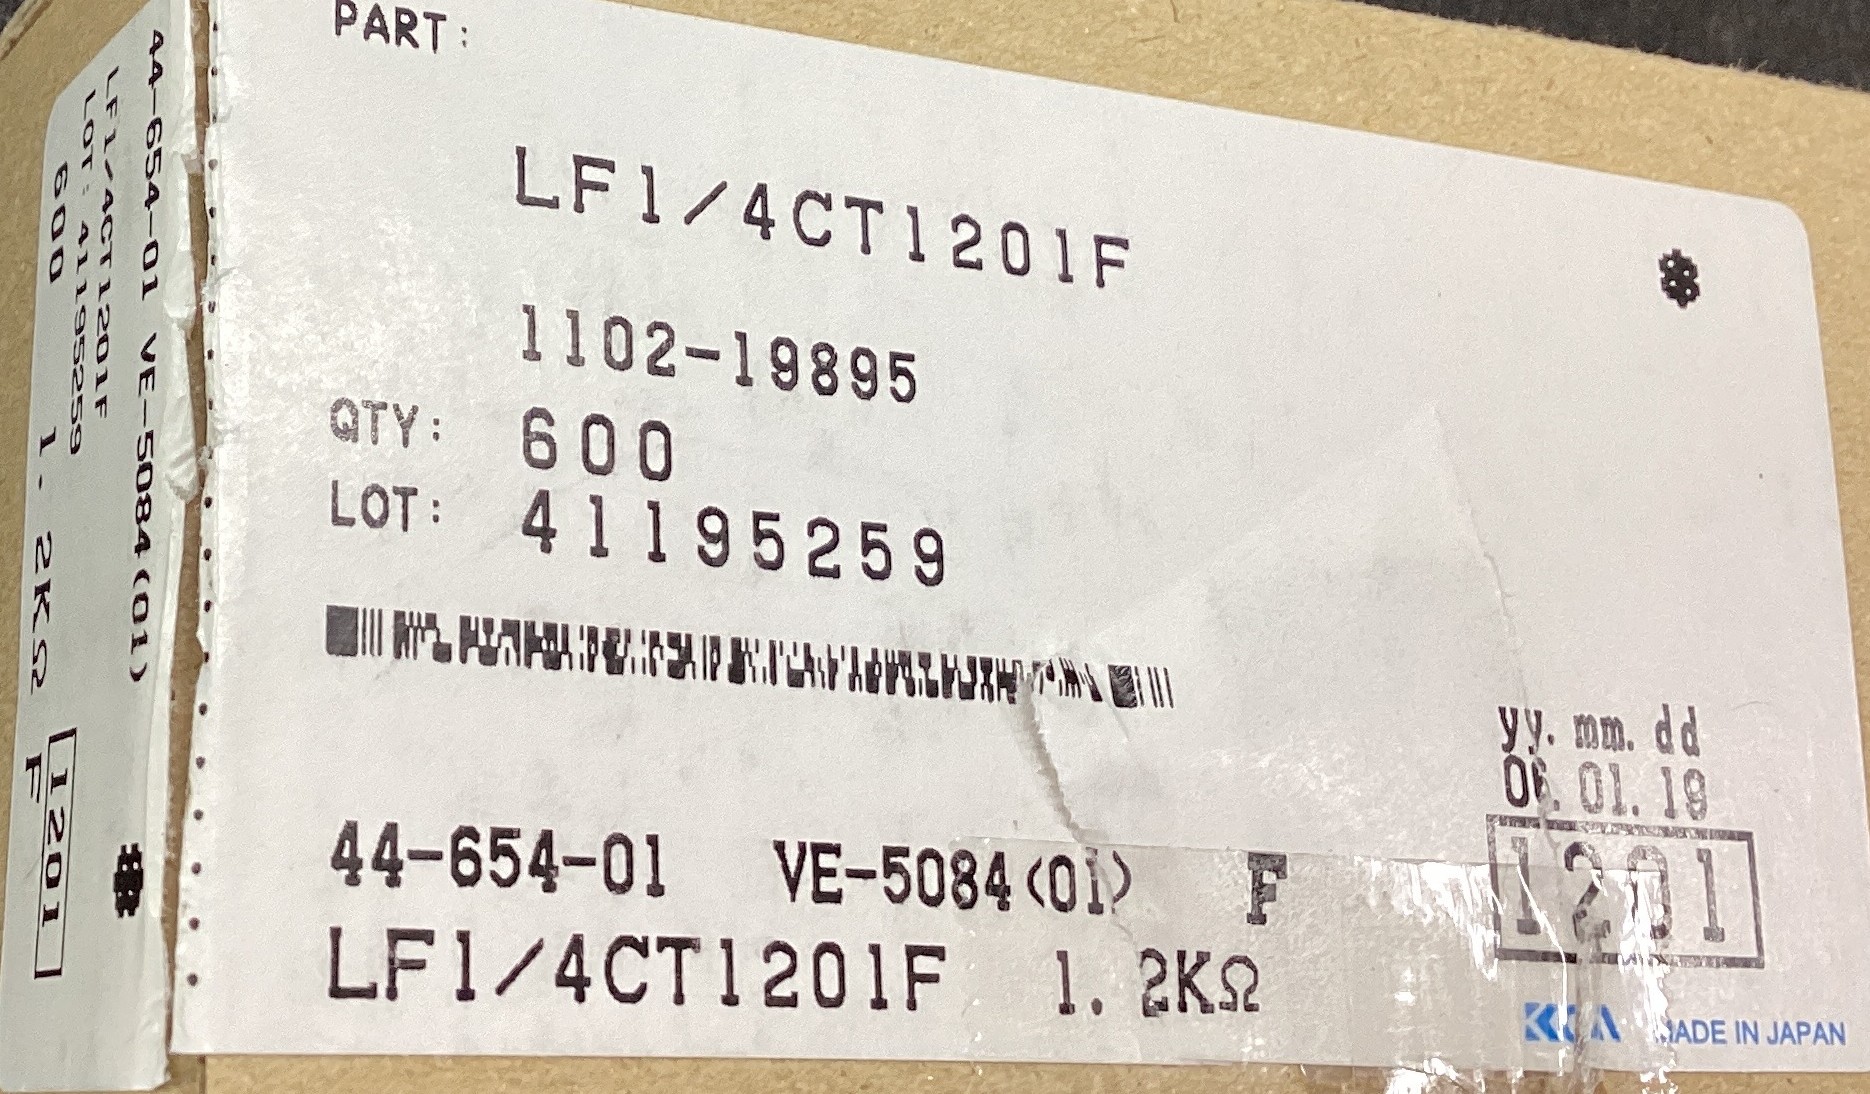 PART:
LF1/4CT1201F
1102-19895
QTY: 600
LOT: 41195259
yy. mm. dd
06. 01. 19
1201
44-654-01 VE-5084(01) F
LF1/4CT1201F 1. 2KΩ
KOA MADE IN JAPAN
44-654-01 VE-5084(01)
LF1/4CT1201F
LOT: 41195259
600 1. 2KΩ F
1201